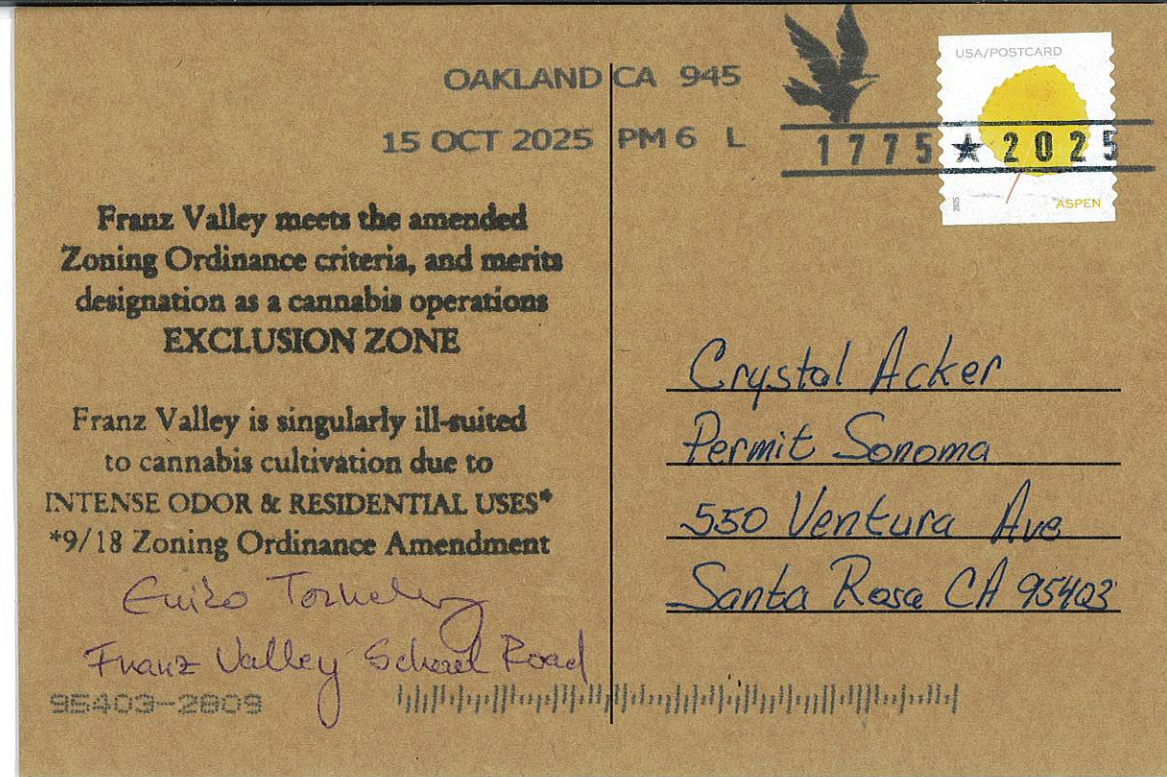 OAKLAND CA 945
15 OCT 2025 PM 6 L
1775 ★ 2025
USA/POSTCARD
2025
ASPEN
Franz Valley meets the amended
Zoning Ordinance criteria, and merits
designation as a cannabis operations
EXCLUSION ZONE
Franz Valley is singularly ill-suited
to cannabis cultivation due to
INTENSE ODOR & RESIDENTIAL USES*
*9/18 Zoning Ordinance Amendment
Franz Valley School Road
95403-2809
Crystal Acker
Permit Sonoma
550 Ventura Ave
Santa Rosa CA 95403